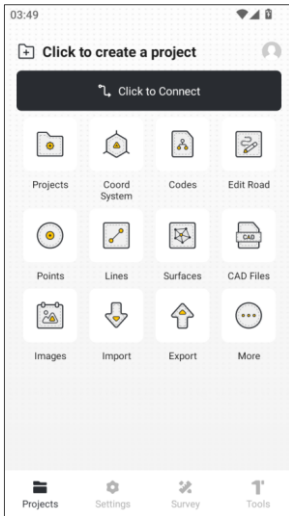 03:49
Click to create a project
Click to Connect
Projects
Coord
System
Codes
Edit Road
Points
Lines
Surfaces
CAD
CAD Files
Images
Import
Export
More
Projects
Settings
Survey
Tools